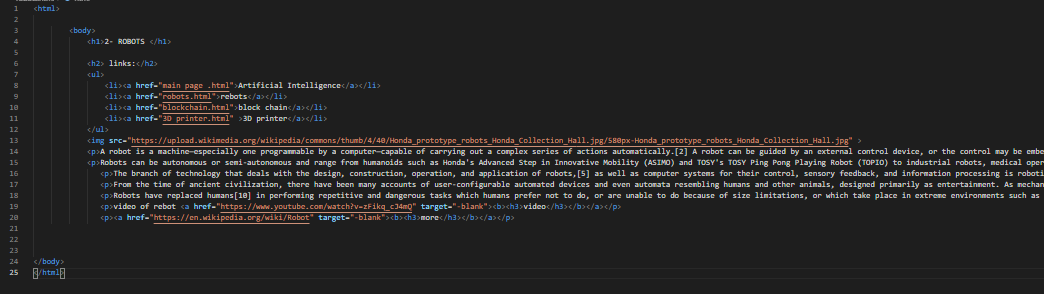 1 <html>
2
3 <body>
4 <h1>2- ROBOTS </h1>
5
6 <h2> links:</h2>
7 <ul>
8 <li><a href="main page .html">Artificial Intelligence</a></li>
9 <li><a href="robots.html">rebots</a></li>
10 <li><a href="blockchain.html">block chain</a></li>
11 <li><a href="3D printer.html" >3D printer</a></li>
12 </ul>
13 <img src="https://upload.wikimedia.org/wikipedia/commons/thumb/4/40/Honda_prototype_robots_Honda_Collection_Hall.jpg/580px-Honda_prototype_robots_Honda_Collection_Hall.jpg" >
14 <p>A robot is a machine—especially one programmable by a computer—capable of carrying out a complex series of actions automatically.[2] A robot can be guided by an external control device, or the control may be embe
15 <p>Robots can be autonomous or semi-autonomous and range from humanoids such as Honda's Advanced Step in Innovative Mobility (ASIMO) and TOSY's TOSY Ping Pong Playing Robot (TOPIO) to industrial robots, medical oper
16 <p>The branch of technology that deals with the design, construction, operation, and application of robots,[5] as well as computer systems for their control, sensory feedback, and information processing is roboti
17 <p>From the time of ancient civilization, there have been many accounts of user-configurable automated devices and even automata resembling humans and other animals, designed primarily as entertainment. As mechan
18 <p>Robots have replaced humans[10] in performing repetitive and dangerous tasks which humans prefer not to do, or are unable to do because of size limitations, or which take place in extreme environments such as
19 <p>video of rebot <a href="https://www.youtube.com/watch?v=zFikq_cJ4mQ" target="-blank"><b><h3>video</h3></b></a></p>
20 <p><a href="https://en.wikipedia.org/wiki/Robot" target="-blank"><b><h3>more</h3></b></a></p>
21
22
23
24 </body>
25 </html>